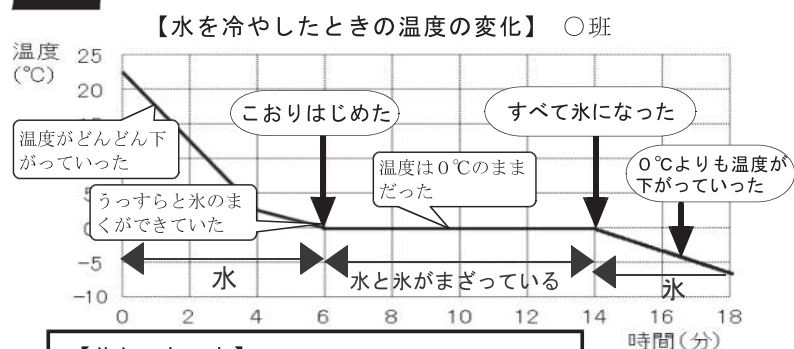 【水を冷やしたときの温度の変化】 ○班
温度
(℃)
25
20
5
0
−5
−10
温度がどんどん下
がっていった
うっすらと氷のま
くができていた
こおりはじめた
温度は0℃のまま
だった
すべて氷になった
0℃よりも温度が
下がっていった
水
水と氷がまざっている
氷
0 2 4 6 8 10 12 14 16 18
時間(分)